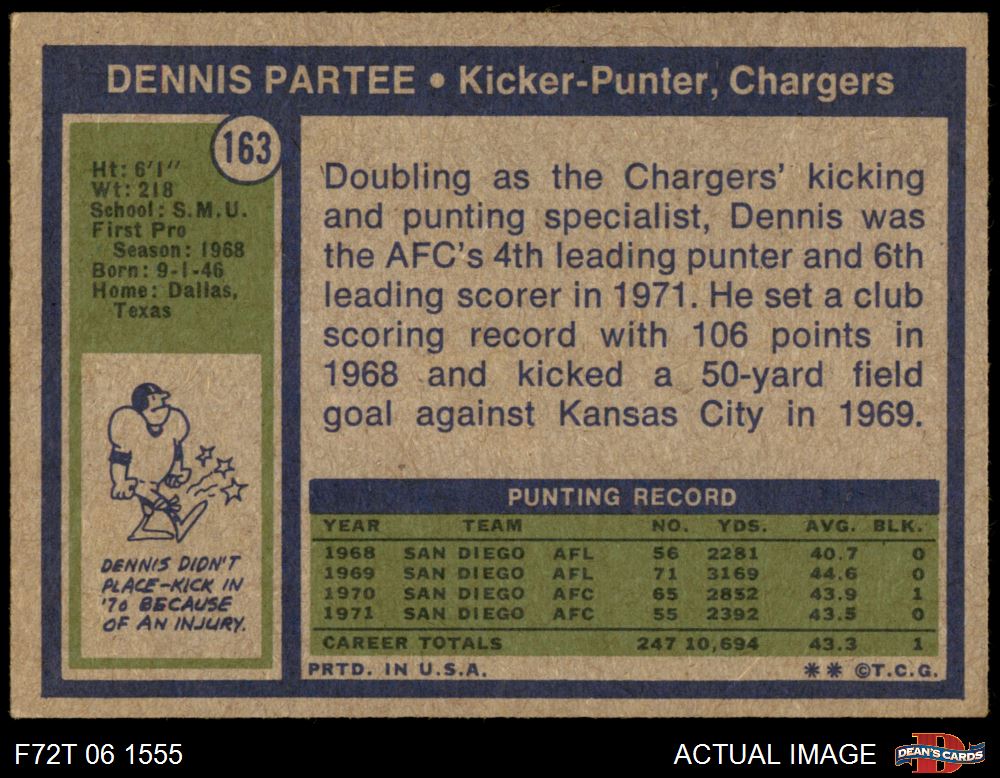 DENNIS PARTEE • Kicker-Punter, Chargers
163
Ht: 6'1"
Wt: 218
School: S.M.U.
First Pro
Season: 1968
Born: 9-1-46
Home: Dallas,
Texas
DENNIS DIDN'T
PLACE-KICK IN
'70 BECAUSE
OF AN INJURY.
Doubling as the Chargers' kicking
and punting specialist, Dennis was
the AFC's 4th leading punter and 6th
leading scorer in 1971. He set a club
scoring record with 106 points in
1968 and kicked a 50-yard field
goal against Kansas City in 1969.
PUNTING RECORD
YEAR TEAM NO. YDS. AVG. BLK.
1968 SAN DIEGO AFL 56 2281 40.7 0
1969 SAN DIEGO AFL 71 3169 44.6 0
1970 SAN DIEGO AFC 65 2852 43.9 1
1971 SAN DIEGO AFC 55 2392 43.5 0
CAREER TOTALS 247 10,694 43.3 1
PRTD. IN U.S.A. ** ©T.C.G.
F72T 06 1555 ACTUAL IMAGE
D
DEAN'S CARDS